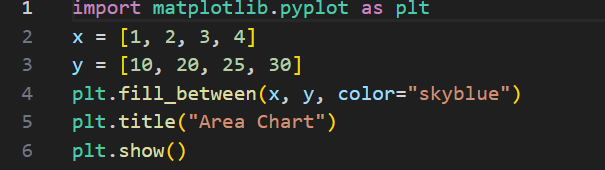 1 import matplotlib.pyplot as plt
2 x = [1, 2, 3, 4]
3 y = [10, 20, 25, 30]
4 plt.fill_between(x, y, color="skyblue")
5 plt.title("Area Chart")
6 plt.show()